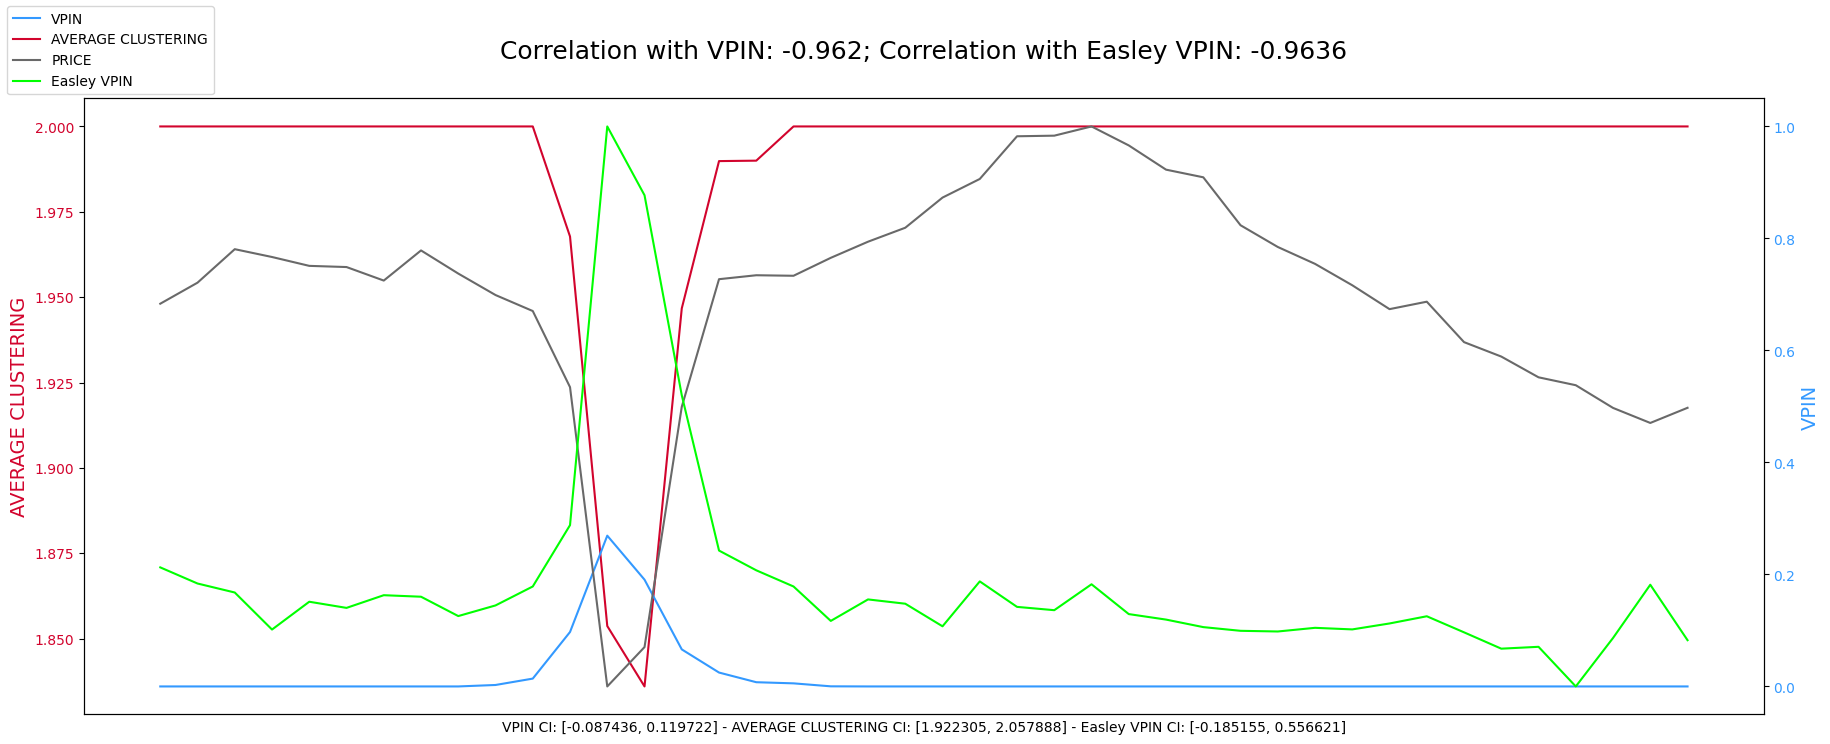 VPIN
AVERAGE CLUSTERING
PRICE
Easley VPIN
Correlation with VPIN: -0.962; Correlation with Easley VPIN: -0.9636
AVERAGE CLUSTERING
2.000
1.975
1.950
1.925
1.900
1.875
1.850
1.0
0.8
0.6
0.4
0.2
0.0
VPIN
VPIN CI: [-0.087436, 0.119722] - AVERAGE CLUSTERING CI: [1.922305, 2.057888] - Easley VPIN CI: [-0.185155, 0.556621]